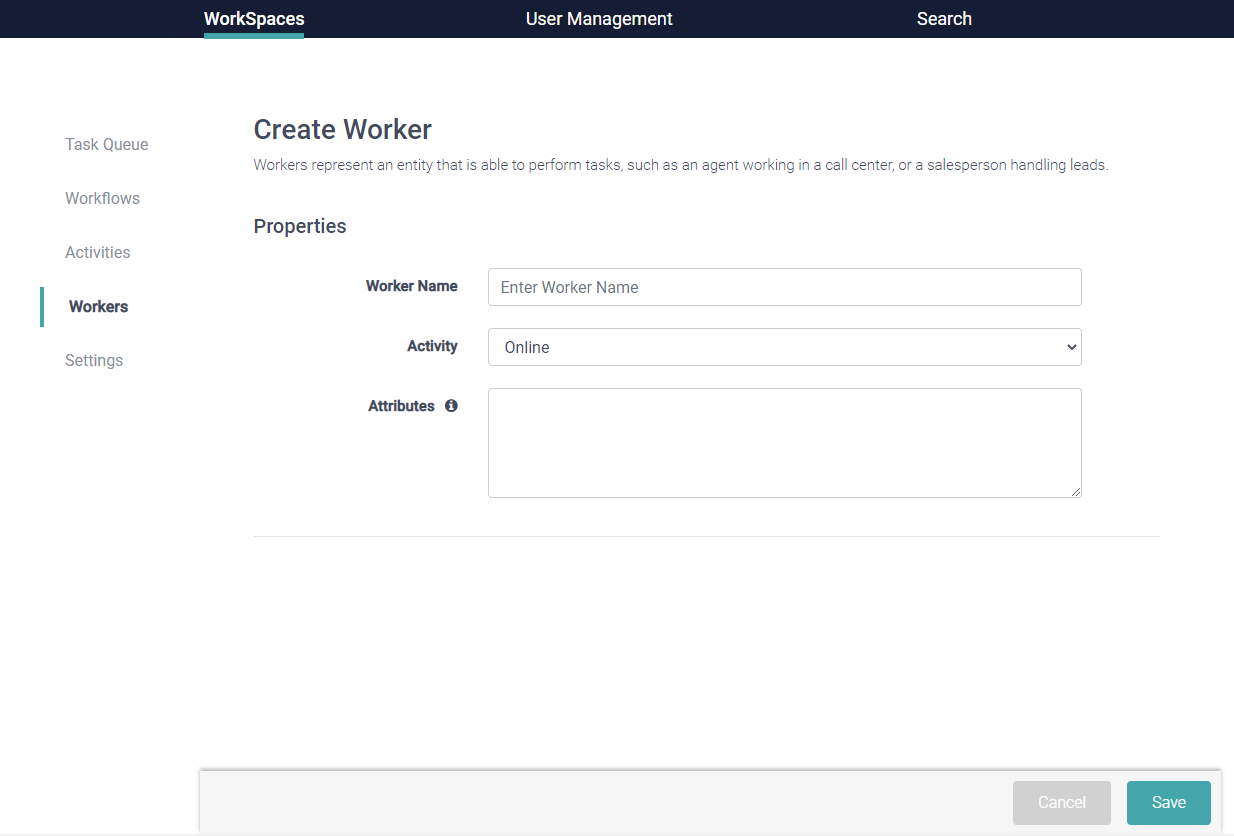 WorkSpaces User Management Search
Task Queue
Workflows
Activities
Workers
Settings
Create Worker
Workers represent an entity that is able to perform tasks, such as an agent working in a call center, or a salesperson handling leads.
Properties
Worker Name Enter Worker Name
Activity Online
Attributes
Cancel Save